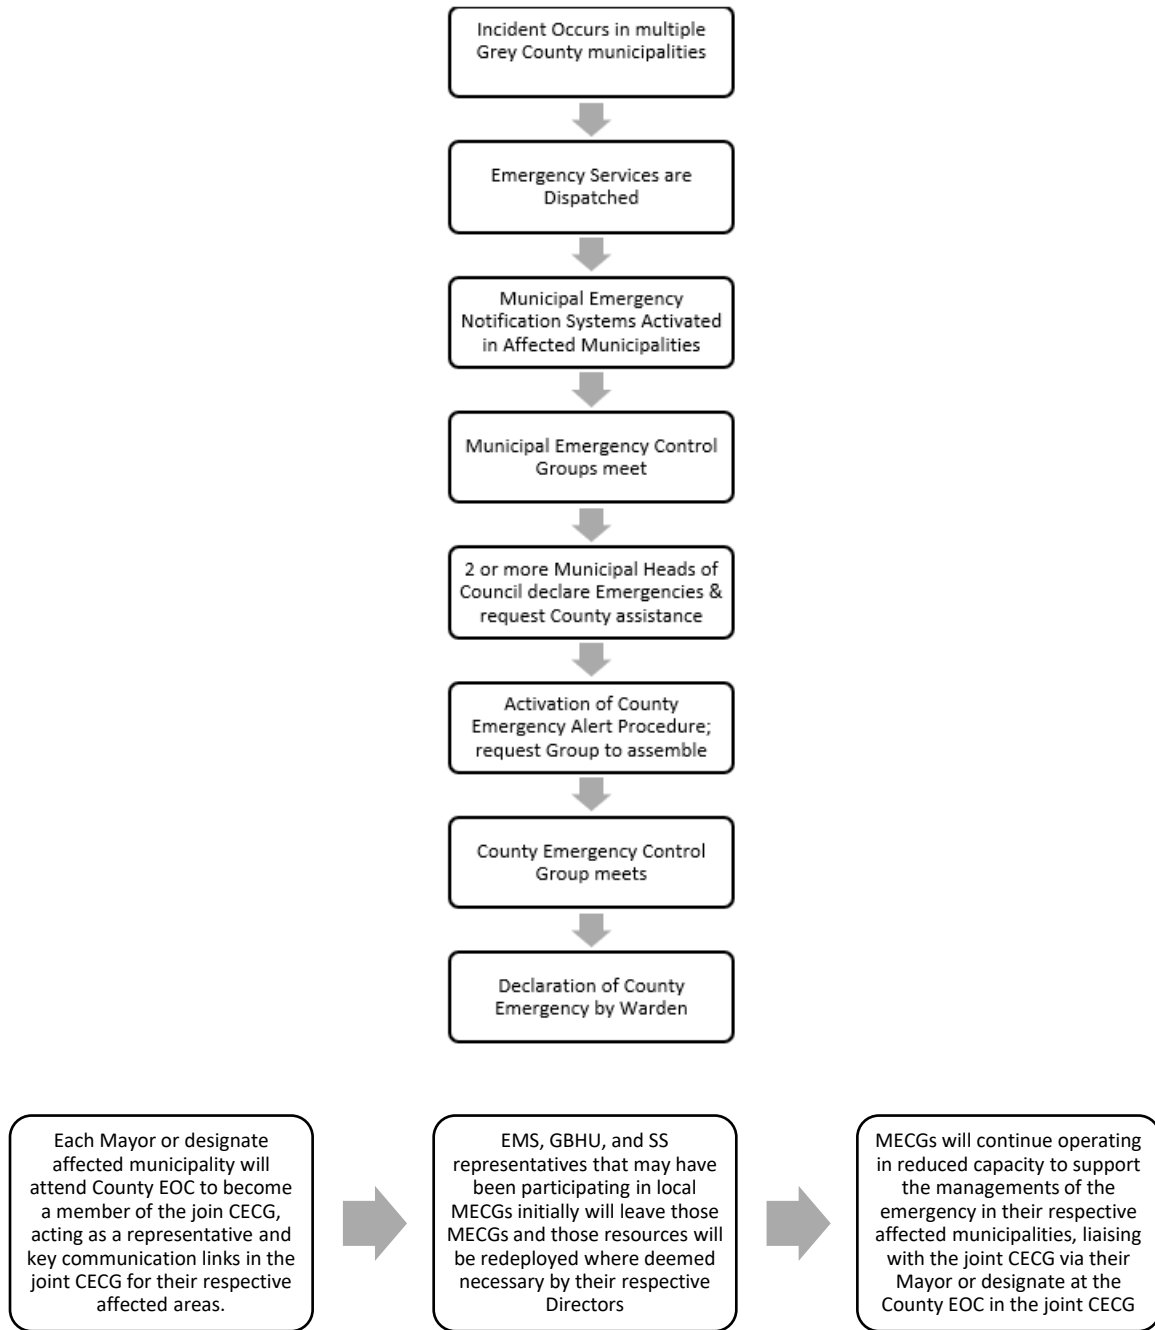 Incident Occurs in multiple
Grey County municipalities
Emergency Services are
Dispatched
Municipal Emergency
Notification Systems Activated
in Affected Municipalities
Municipal Emergency Control
Groups meet
2 or more Municipal Heads of
Council declare Emergencies &
request County assistance
Activation of County
Emergency Alert Procedure;
request Group to assemble
County Emergency Control
Group meets
Declaration of County
Emergency by Warden
Each Mayor or designate
affected municipality will
attend County EOC to become
a member of the join CECG,
acting as a representative and
key communication links in the
joint CECG for their respective
affected areas.
EMS, GBHU, and SS
representatives that may have
been participating in local
MECGs initially will leave those
MECGs and those resources will
be redeployed where deemed
necessary by their respective
Directors
MECGs will continue operating
in reduced capacity to support
the managements of the
emergency in their respective
affected municipalities, liaising
with the joint CECG via their
Mayor or designate at the
County EOC in the joint CECG